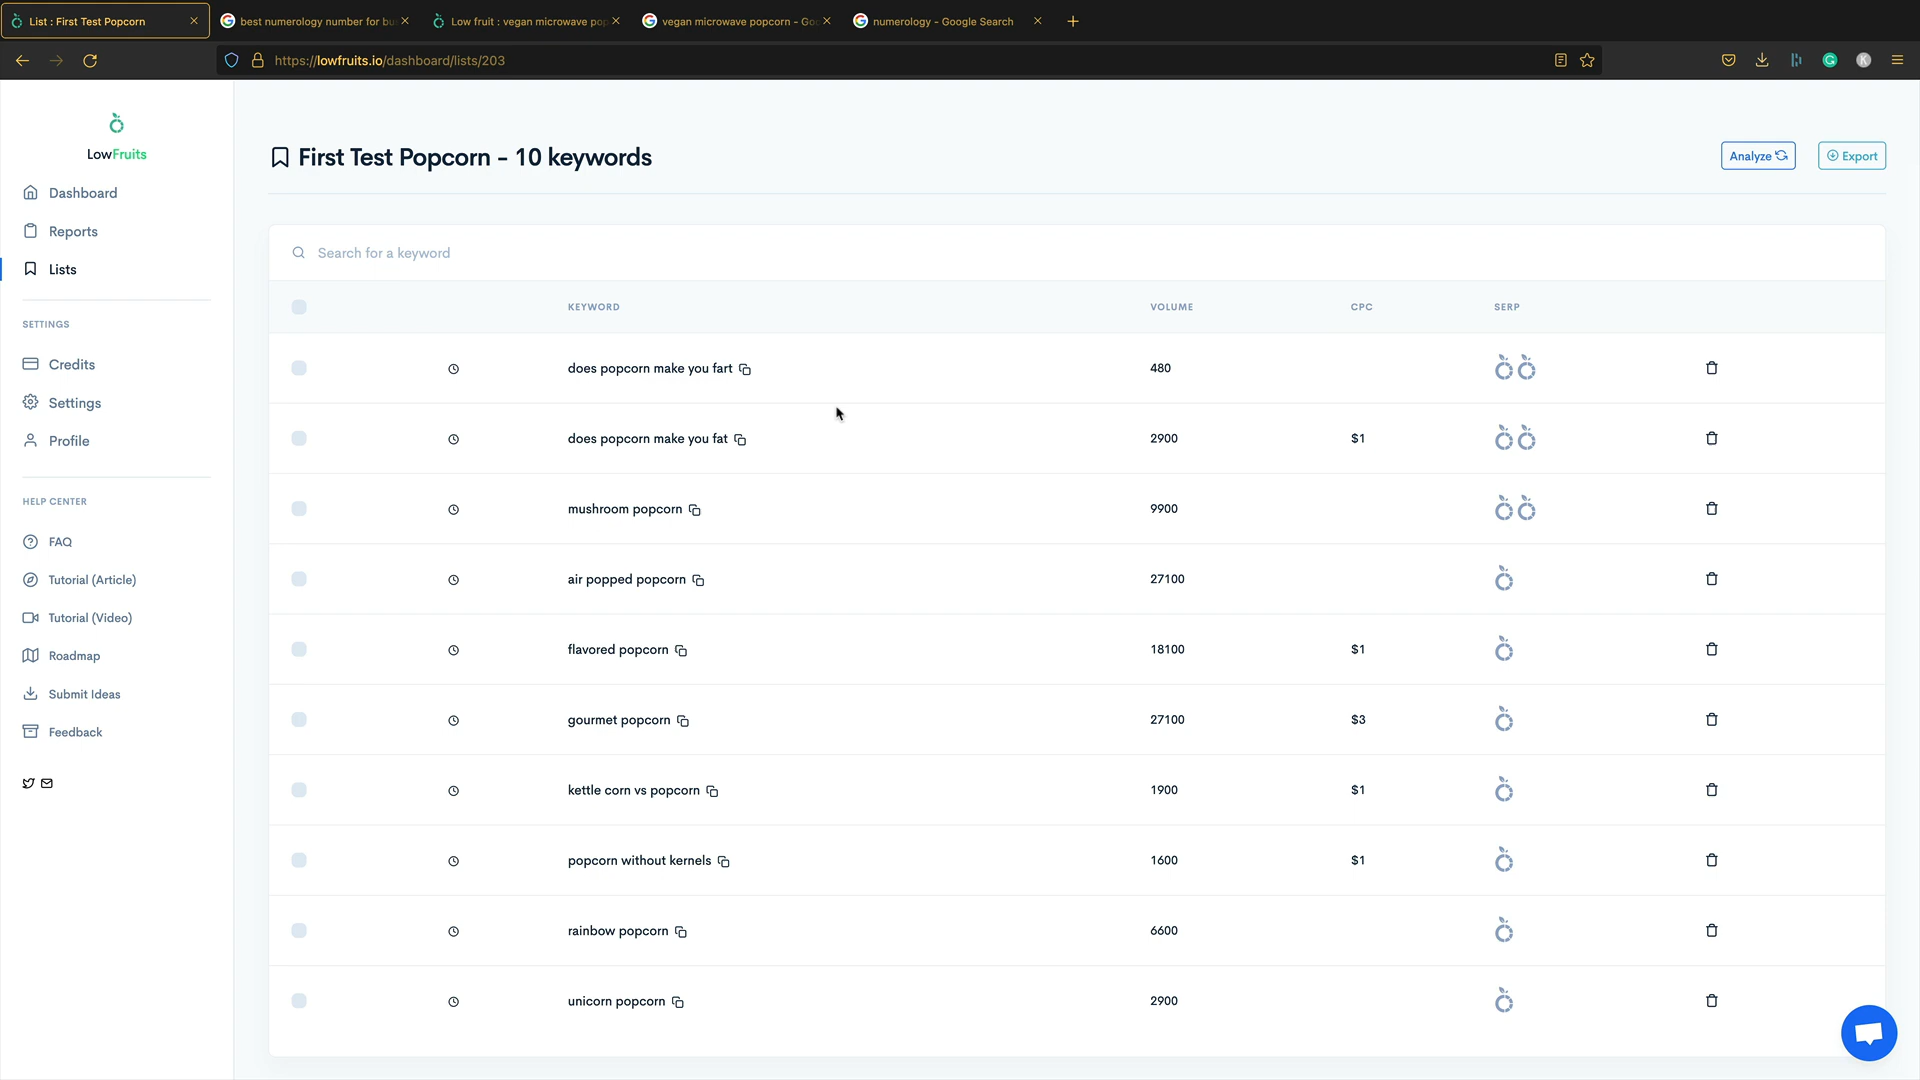 List : First Test Popcorn
best numerology number for bu
Low fruit : vegan microwave pop
vegan microwave popcorn - Goo
numerology - Google Search
https://lowfruits.io/dashboard/lists/203
K
LowFruits
Dashboard
Reports
Lists
SETTINGS
Credits
Settings
Profile
HELP CENTER
FAQ
Tutorial (Article)
Tutorial (Video)
Roadmap
Submit Ideas
Feedback
First Test Popcorn - 10 keywords
Analyze
Export
Search for a keyword
KEYWORD VOLUME CPC SERP
does popcorn make you fart 480
does popcorn make you fat 2900 $1
mushroom popcorn 9900
air popped popcorn 27100
flavored popcorn 18100 $1
gourmet popcorn 27100 $3
kettle corn vs popcorn 1900 $1
popcorn without kernels 1600 $1
rainbow popcorn 6600
unicorn popcorn 2900